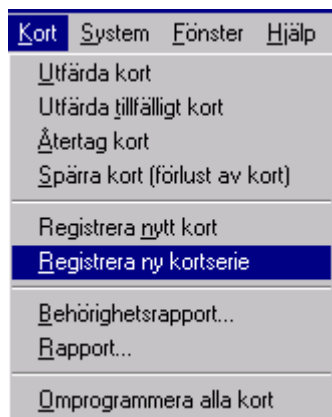 Kort System Fönster Hjälp
Utfärda kort
Utfärda tillfälligt kort
Återtag kort
Spärra kort (förlust av kort)
Registrera nytt kort
Registrera ny kortserie
Behörighetsrapport...
Rapport...
Omprogrammera alla kort